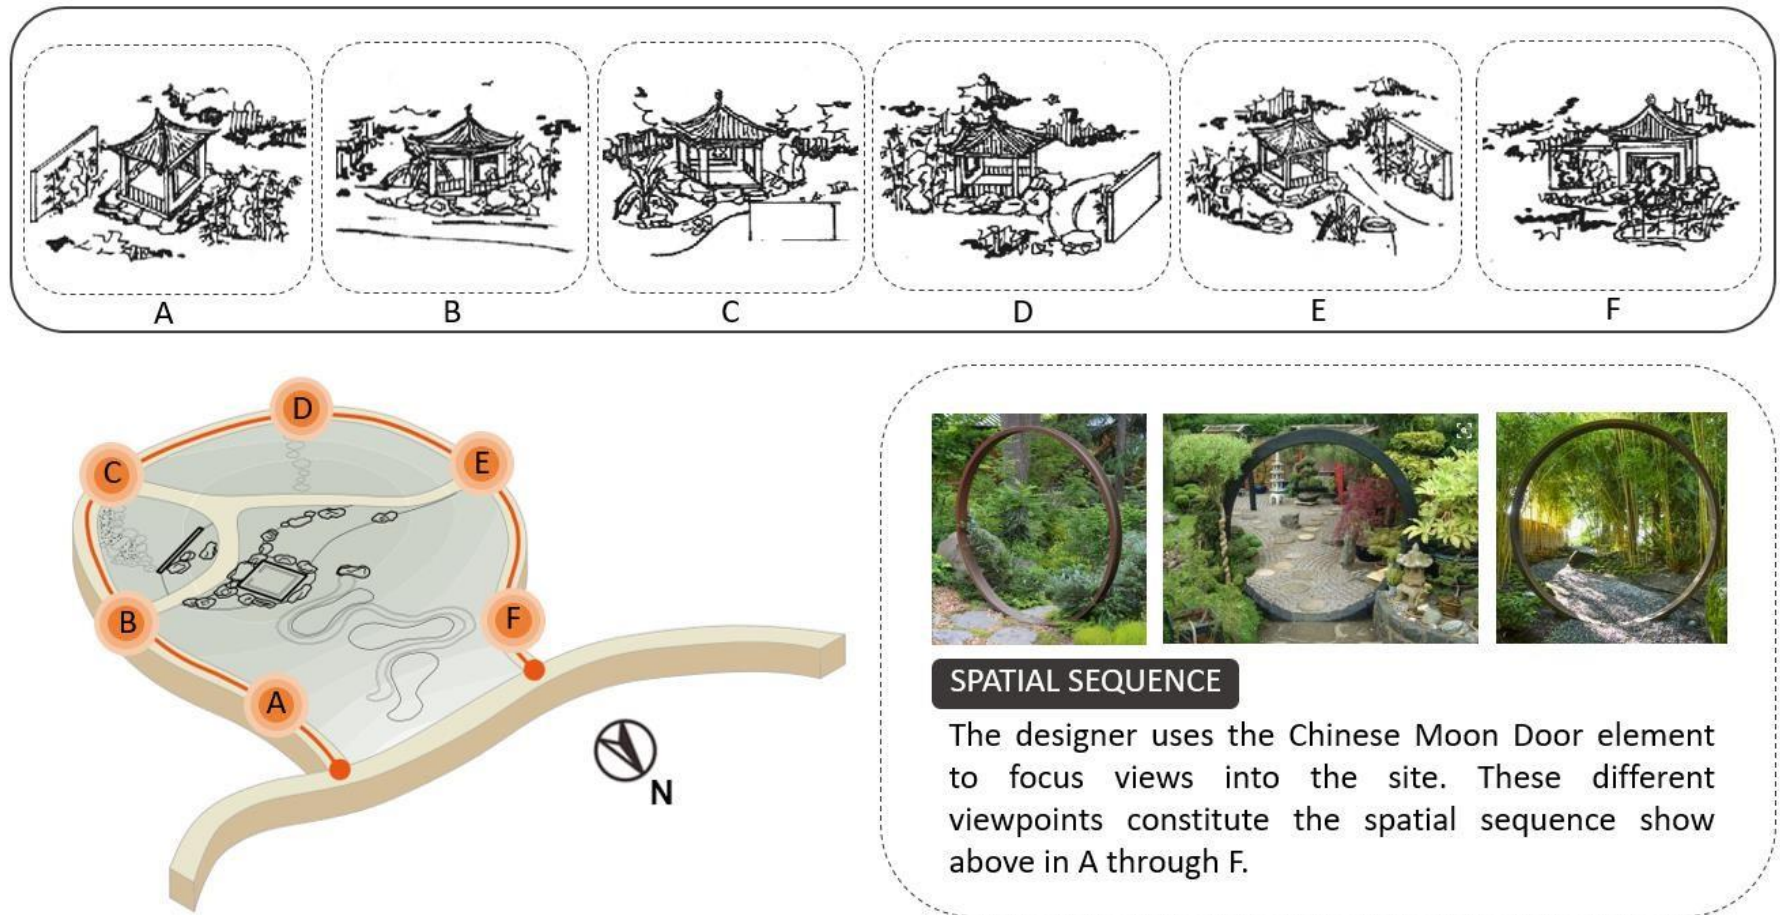 A
B
C
D
E
F
D
C
E
B
F
A
N
SPATIAL SEQUENCE
The designer uses the Chinese Moon Door element
to focus views into the site. These different
viewpoints constitute the spatial sequence show
above in A through F.